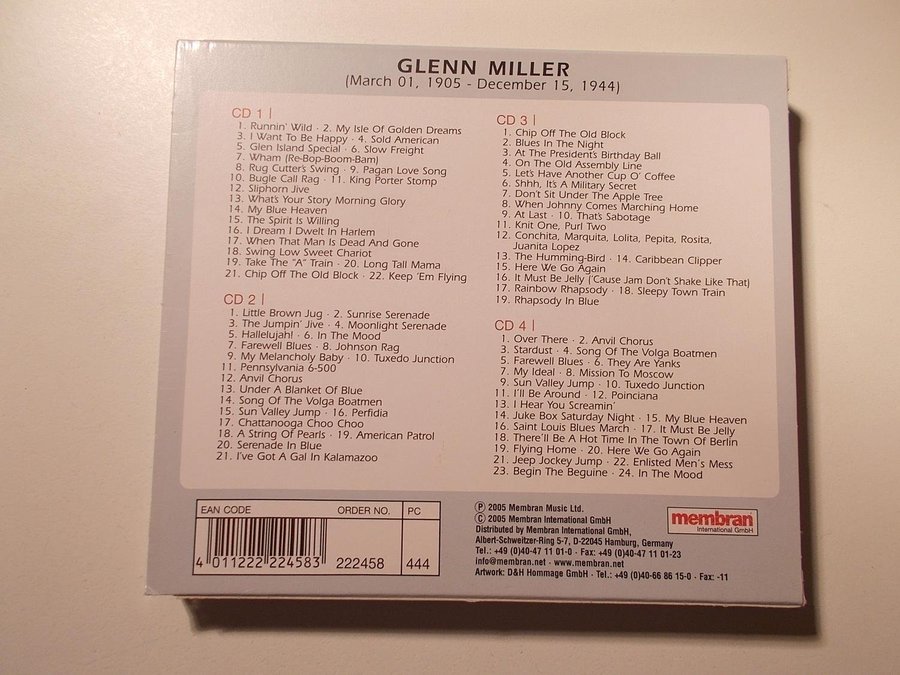 GLENN MILLER
(March 01, 1905 - December 15, 1944)
CD 1
1. Runnin' Wild · 2. My Isle Of Golden Dreams
3. I Want To Be Happy · 4. Sold American
5. Glen Island Special · 6. Slow Freight
7. Wham (Re-Bop-Boom-Bam)
8. Rug Cutter's Swing · 9. Pagan Love Song
10. Bugle Call Rag · 11. King Porter Stomp
12. Sliphorn Jive
13. What's Your Story Morning Glory
14. My Blue Heaven
15. The Spirit Is Willing
16. I Dream I Dwelt In Harlem
17. When That Man Is Dead And Gone
18. Swing Low Sweet Chariot
19. Take The "A" Train · 20. Long Tall Mama
21. Chip Off The Old Block · 22. Keep 'Em Flying
CD 2
1. Little Brown Jug · 2. Sunrise Serenade
3. The Jumpin' Jive · 4. Moonlight Serenade
5. Hallelujah! · 6. In The Mood
7. Farewell Blues · 8. Johnson Rag
9. My Melancholy Baby · 10. Tuxedo Junction
11. Pennsylvania 6-500
12. Anvil Chorus
13. Under A Blanket Of Blue
14. Song Of The Volga Boatmen
15. Sun Valley Jump · 16. Perfidia
17. Chattanooga Choo Choo
18. A String Of Pearls · 19. American Patrol
20. Serenade In Blue
21. I've Got A Gal In Kalamazoo
CD 3
1. Chip Off The Old Block
2. Blues In The Night
3. At The President's Birthday Ball
4. On The Old Assembly Line
5. Let's Have Another Cup O' Coffee
6. Shhh, It's A Military Secret
7. Don't Sit Under The Apple Tree
8. When Johnny Comes Marching Home
9. At Last · 10. That's Sabotage
11. Knit One, Purl Two
12. Conchita, Marquita, Lolita, Pepita, Rosita,
Juanita Lopez
13. The Humming-Bird · 14. Caribbean Clipper
15. Here We Go Again
16. It Must Be Jelly ('Cause Jam Don't Shake Like That)
17. Rainbow Rhapsody · 18. Sleepy Town Train
19. Rhapsody In Blue
CD 4
1. Over There · 2. Anvil Chorus
3. Stardust · 4. Song Of The Volga Boatmen
5. Farewell Blues · 6. They Are Yanks
7. My Ideal · 8. Mission To Moscow
9. Sun Valley Jump · 10. Tuxedo Junction
11. I'll Be Around · 12. Poinciana
13. I Hear You Screamin'
14. Juke Box Saturday Night · 15. My Blue Heaven
16. Saint Louis Blues March · 17. It Must Be Jelly
18. There'll Be A Hot Time In The Town Of Berlin
19. Flying Home · 20. Here We Go Again
21. Jeep Jockey Jump · 22. Enlisted Men's Mess
23. Begin The Beguine · 24. In The Mood
EAN CODE ORDER NO. PC
4 011222 224583 222458 444
℗ 2005 Membran Music Ltd.
© 2005 Membran International GmbH
Distributed by Membran International GmbH,
Albert-Schweitzer-Ring 5-7, D-22045 Hamburg, Germany
Tel.: +49 (0)40-47 11 01-0 · Fax: +49 (0)40-47 11 01-23
info@membran.net · www.membran.net
Artwork: D&H Hommage GmbH · Tel.: +49 (0)40-66 86 15-0 · Fax: -11
membran
International GmbH